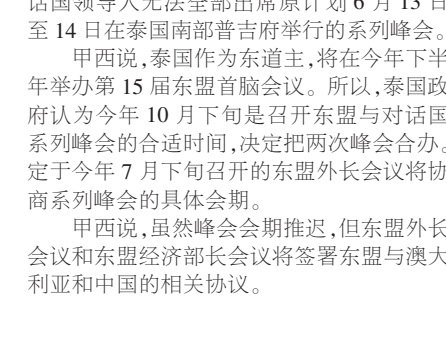 话国领导人无法全部出席原计划 6 月 13 日
至 14 日在泰国南部普吉府举行的系列峰会。
甲西说,泰国作为东道主,将在今年下半
年举办第 15 届东盟首脑会议。所以,泰国政
府认为今年 10 月下旬是召开东盟与对话国
系列峰会的合适时间,决定把两次峰会合办。
定于今年 7 月下旬召开的东盟外长会议将协
商系列峰会的具体会期。
甲西说,虽然峰会会期推迟,但东盟外长
会议和东盟经济部长会议将签署东盟与澳大
利亚和中国的相关协议。